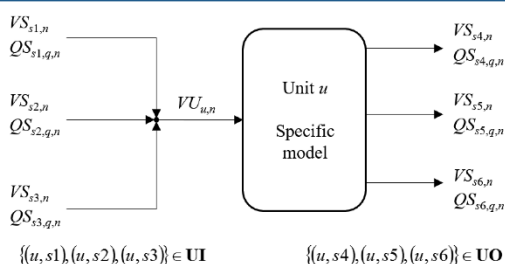 VS_{s1,n}
QS_{s1,q,n}
VS_{s2,n}
QS_{s2,q,n}
VS_{s3,n}
QS_{s3,q,n}
VU_{u,n}
Unit u
Specific
model
VS_{s4,n}
QS_{s4,q,n}
VS_{s5,n}
QS_{s5,q,n}
VS_{s6,n}
QS_{s6,q,n}
{(u,s1),(u,s2),(u,s3)}∈UI
{(u,s4),(u,s5),(u,s6)}∈UO